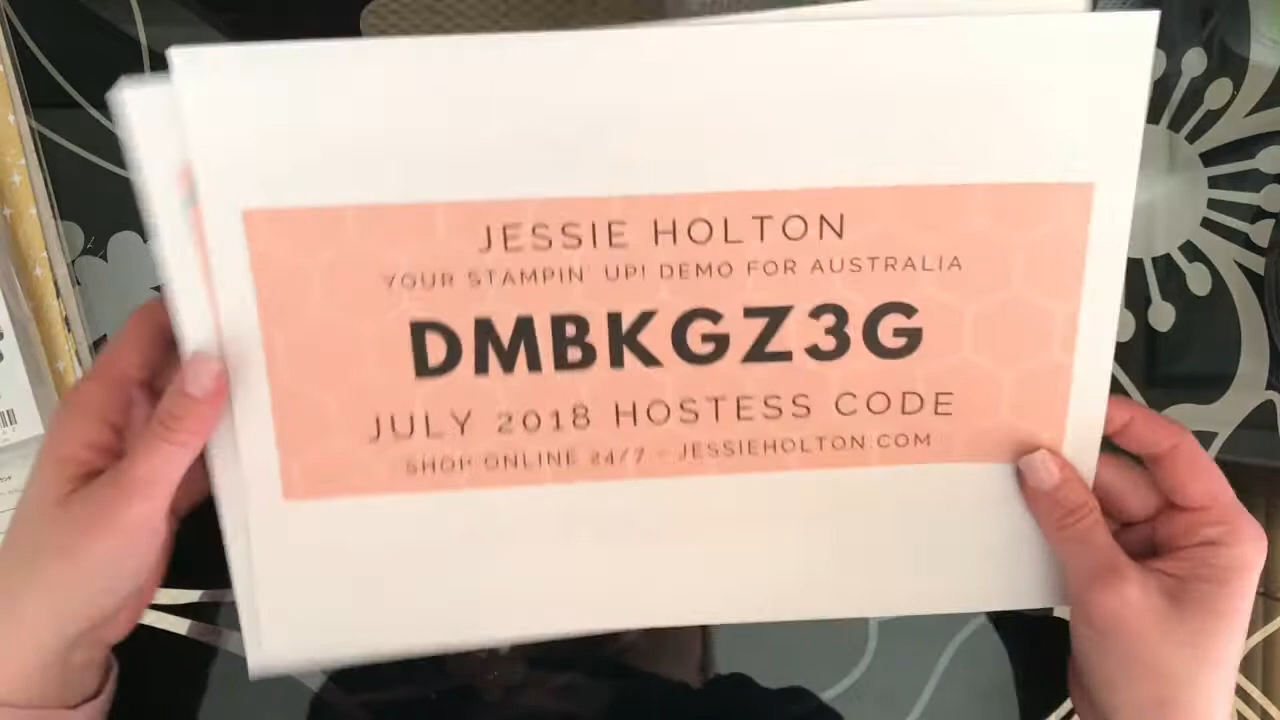 JESSIE HOLTON
YOUR STAMPIN' UP! DEMO FOR AUSTRALIA
DMBKGZ3G
JULY 2018 HOSTESS CODE
SHOP ONLINE 24/7 - JESSIEHOLTON.COM